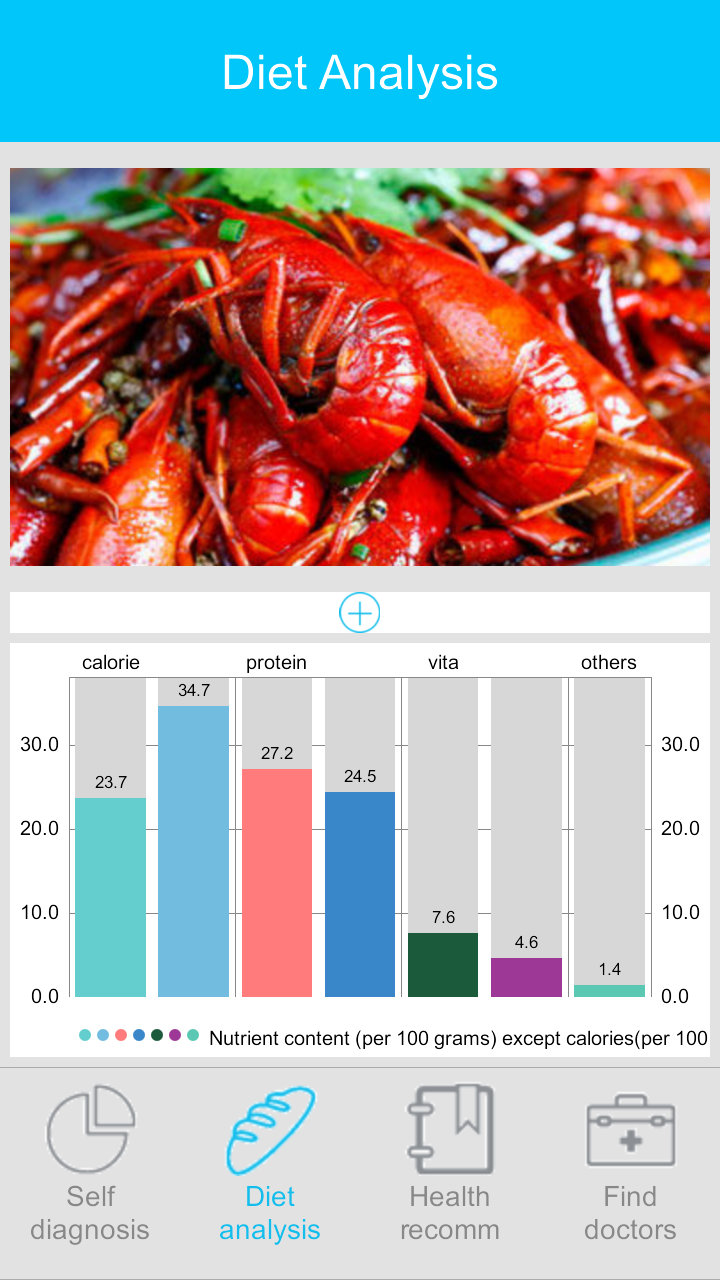 Diet Analysis
calorie protein vita others
34.7
30.0 27.2 30.0
23.7 24.5
20.0 20.0
10.0 7.6 10.0
4.6
1.4
0.0 0.0
Nutrient content (per 100 grams) except calories(per 100
Self diagnosis
Diet analysis
Health recomm
Find doctors